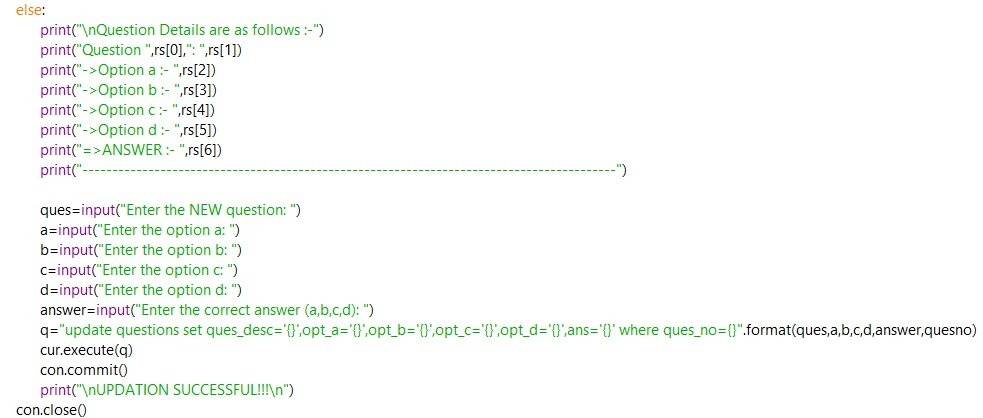 else:
print("\nQuestion Details are as follows :-")
print("Question ",rs[0],": ",rs[1])
print("->Option a :- ",rs[2])
print("->Option b :- ",rs[3])
print("->Option c :- ",rs[4])
print("->Option d :- ",rs[5])
print("=>ANSWER :- ",rs[6])
print("-----------------------------------------------------------------------------------------")
ques=input("Enter the NEW question: ")
a=input("Enter the option a: ")
b=input("Enter the option b: ")
c=input("Enter the option c: ")
d=input("Enter the option d: ")
answer=input("Enter the correct answer (a,b,c,d): ")
q="update questions set ques_desc='{}',opt_a='{}',opt_b='{}',opt_c='{}',opt_d='{}',ans='{}' where ques_no={}".format(ques,a,b,c,d,answer,quesno)
cur.execute(q)
con.commit()
print("\nUPDATION SUCCESSFUL!!!\n")
con.close()